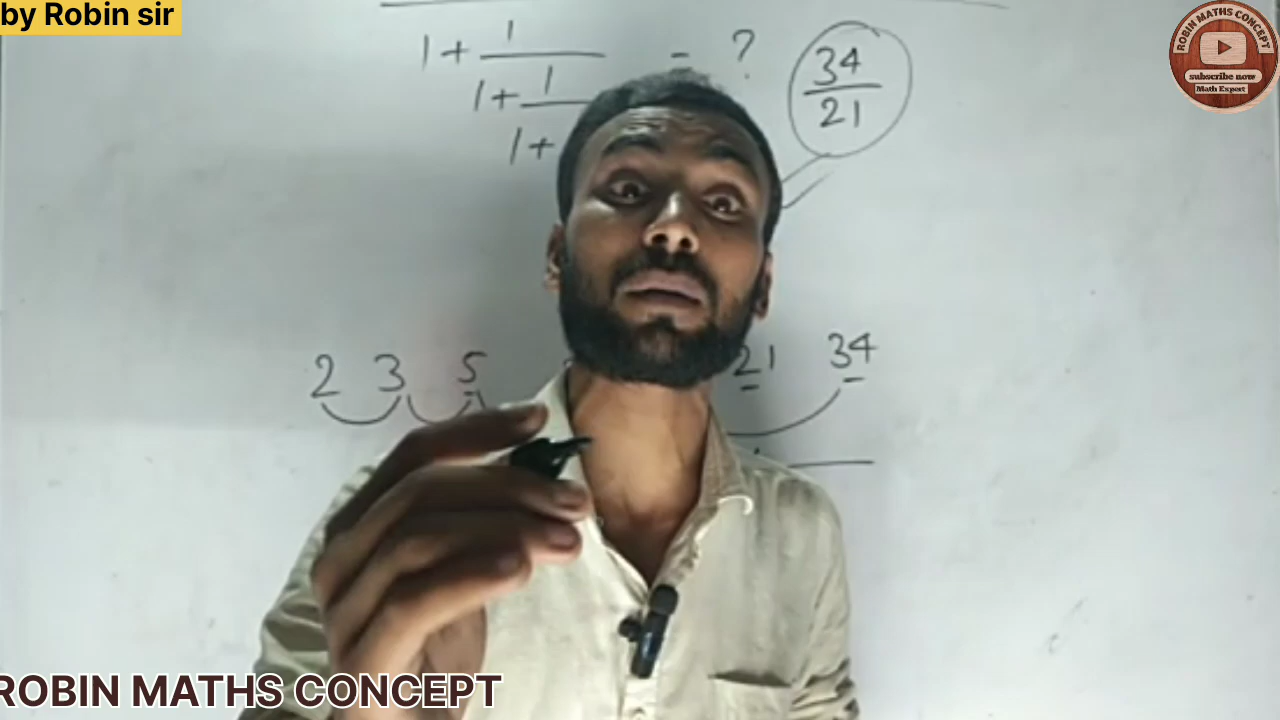 by Robin sir
1 + 1 = ? 34
1 + 1 21
1 +
ROBIN MATHS CONCEPT
subscribe now
Math Expert
2 3 5 21 34
ROBIN MATHS CONCEPT